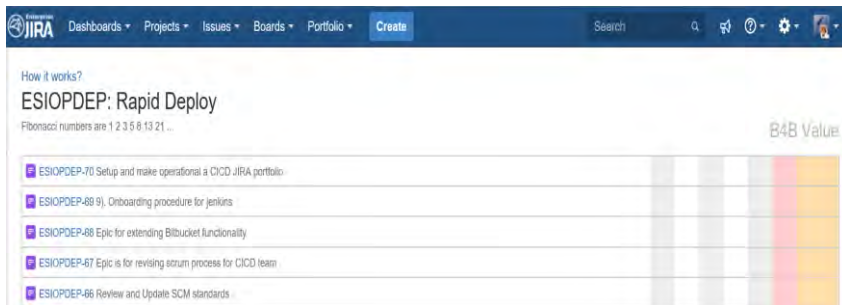 Enterprise
JIRA Dashboards Projects Issues Boards Portfolio Create Search
How it works?
ESIOPDEP: Rapid Deploy
Fibonacci numbers are 1 2 3 5 8 13 21 ...
B4B Value
ESIOPDEP-70 Setup and make operational a CICD JIRA portfolio
ESIOPDEP-69 9). Onboarding procedure for jenkins
ESIOPDEP-68 Epic for extending Bitbucket functionality
ESIOPDEP-67 Epic is for revising scrum process for CICD team
ESIOPDEP-66 Review and Update SCM standards